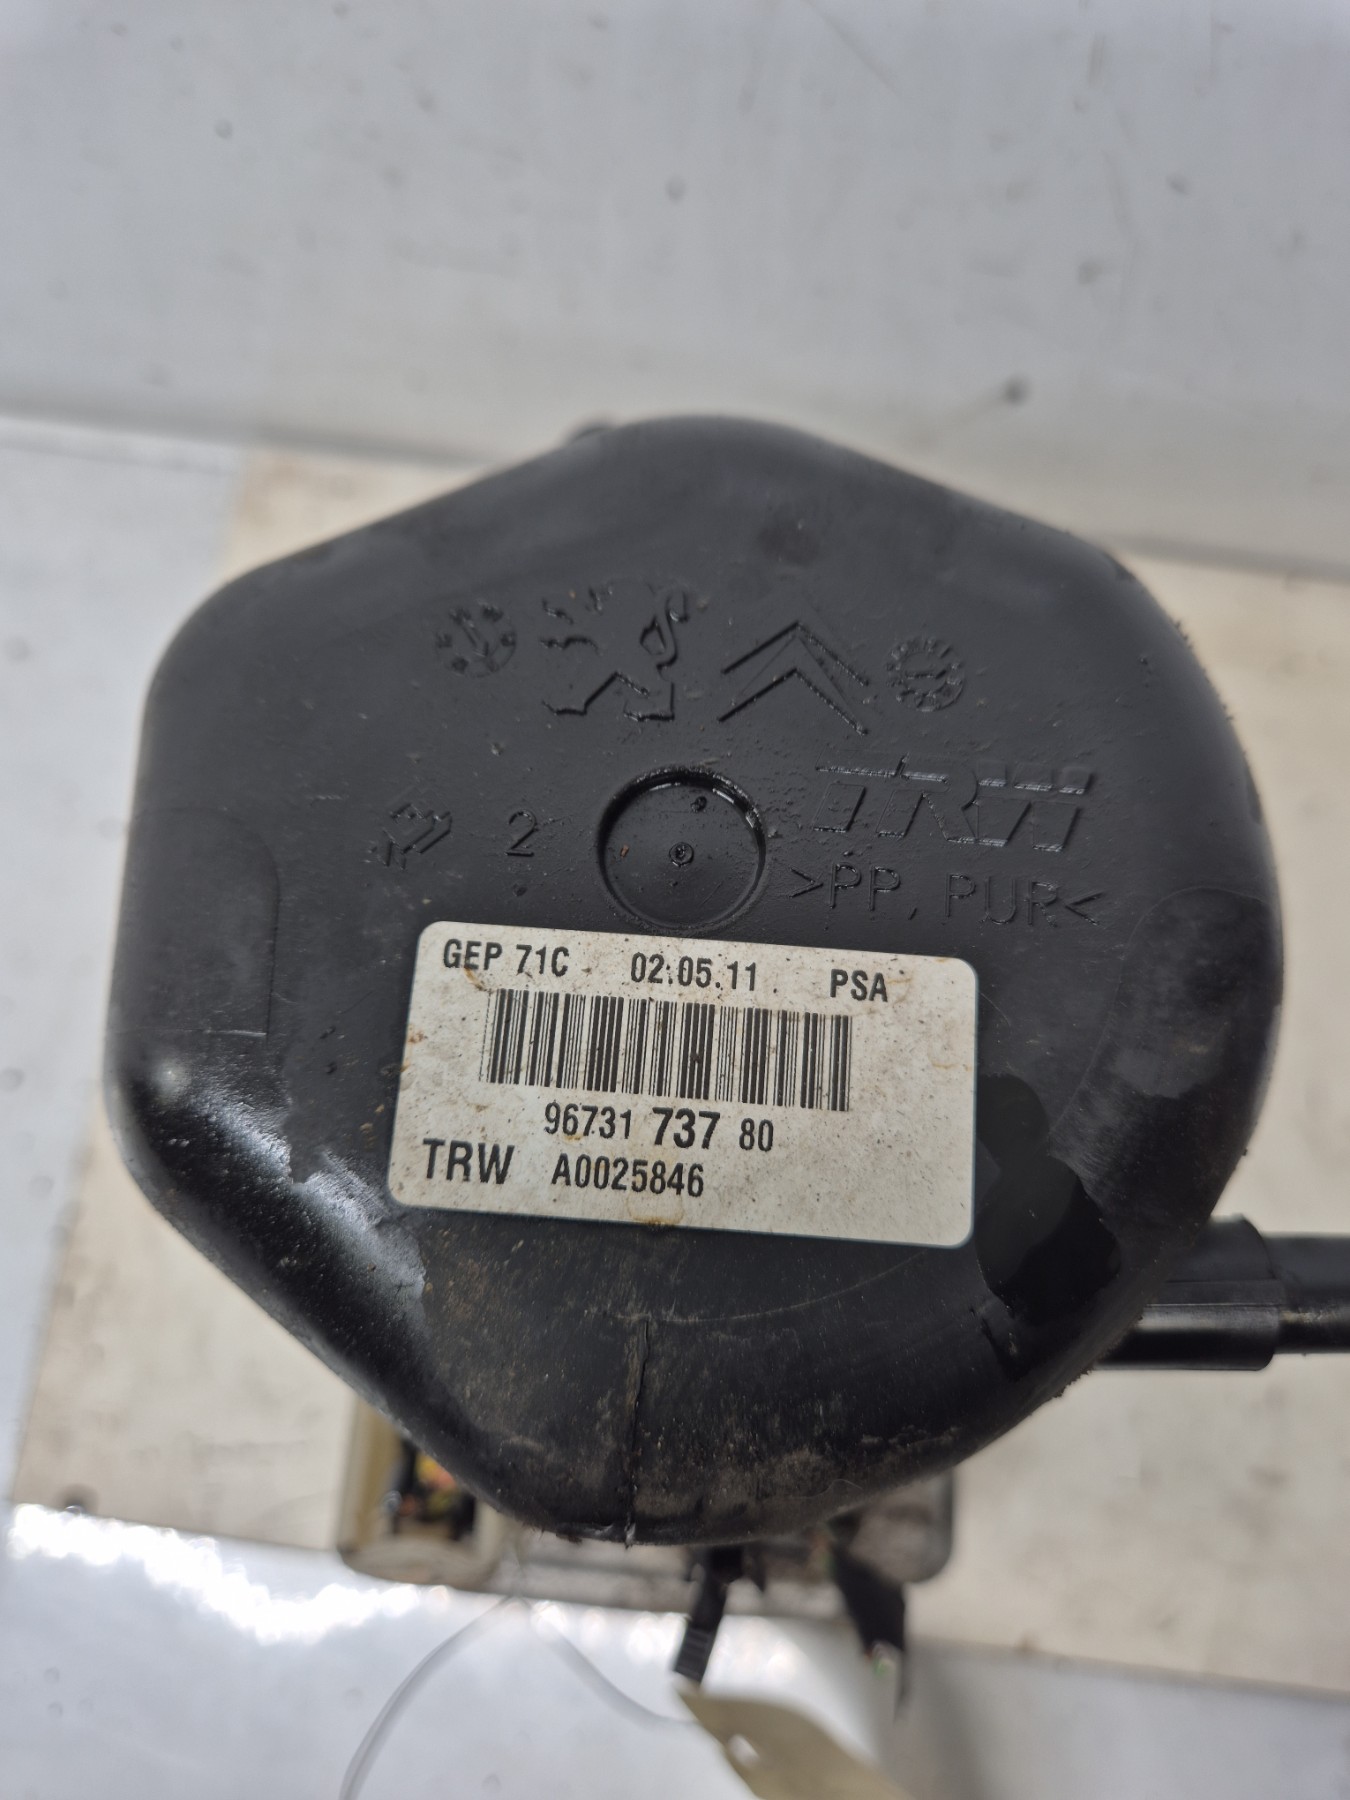 2
TRW
>PP, PUR<
GEP 71C 02.05.11 PSA
96731 737 80
TRW A0025846